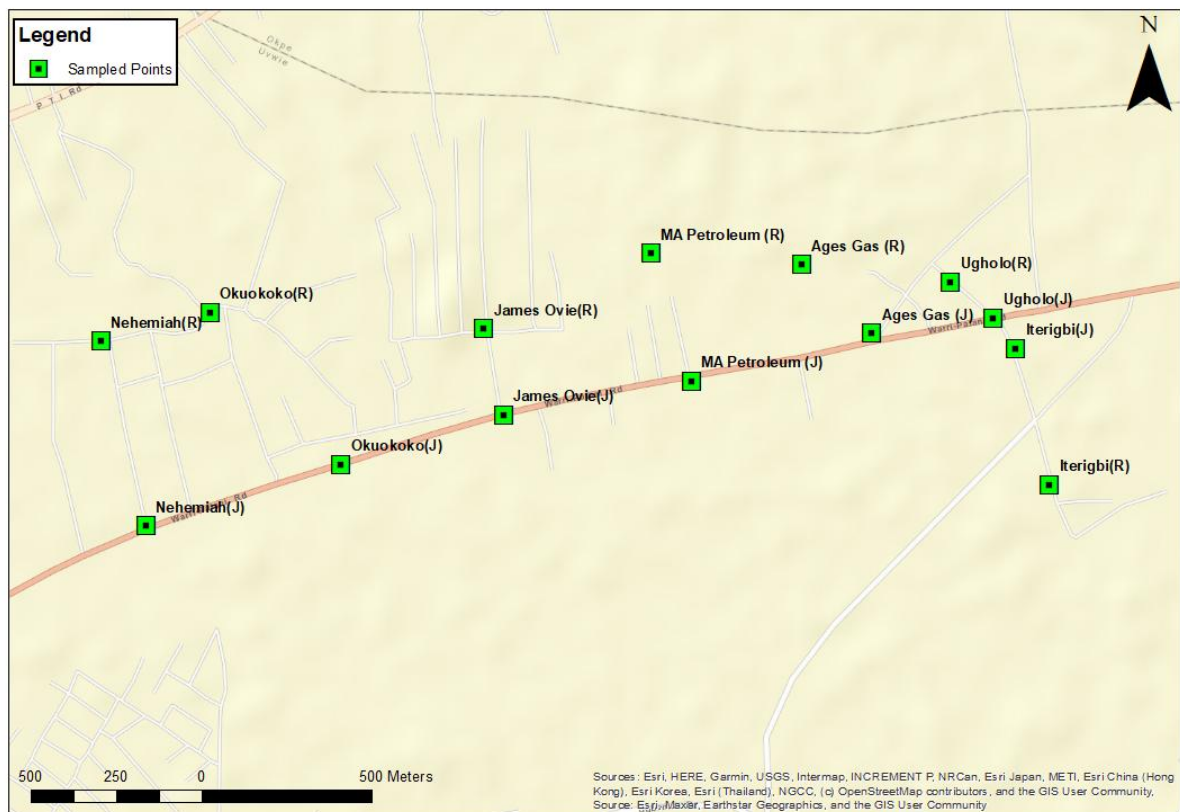 Legend
Sampled Points
N
Okpe
Uvwie
P T I Rd
MA Petroleum (R)
Ages Gas (R)
Ugholo(R)
Okuokoko(R)
Nehemiah(R)
James Ovie(R)
Ugholo(J)
Ages Gas (J)
Iterigbi(J)
MA Petroleum (J)
James Ovie(J)
Okuokoko(J)
Iterigbi(R)
Nehemiah(J)
500 250 0 500 Meters
Sources: Esri, HERE, Garmin, USGS, Intermap, INCREMENT P, NRCan, Esri Japan, METI, Esri China (Hong
Kong), Esri Korea, Esri (Thailand), NGCC, (c) OpenStreetMap contributors, and the GIS User Community,
Source: Esri, Maxar, Earthstar Geographics, and the GIS User Community